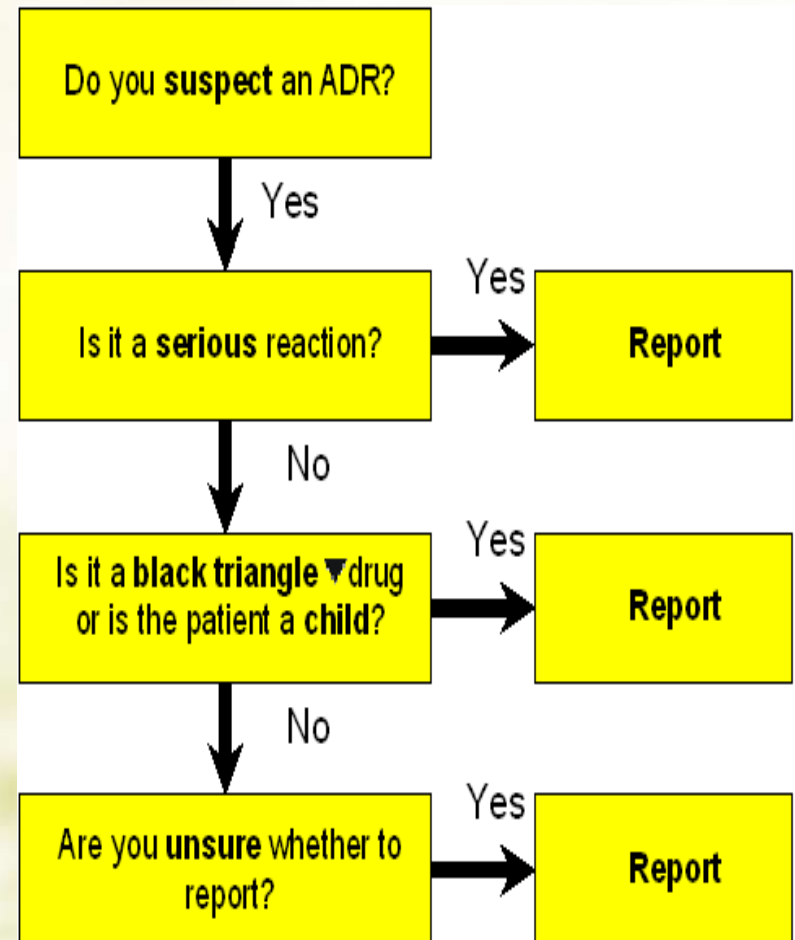 Do you suspect an ADR?
Yes
Is it a serious reaction?
Yes
Report
No
Is it a black triangle ▼ drug
or is the patient a child?
Yes
Report
No
Are you unsure whether to
report?
Yes
Report